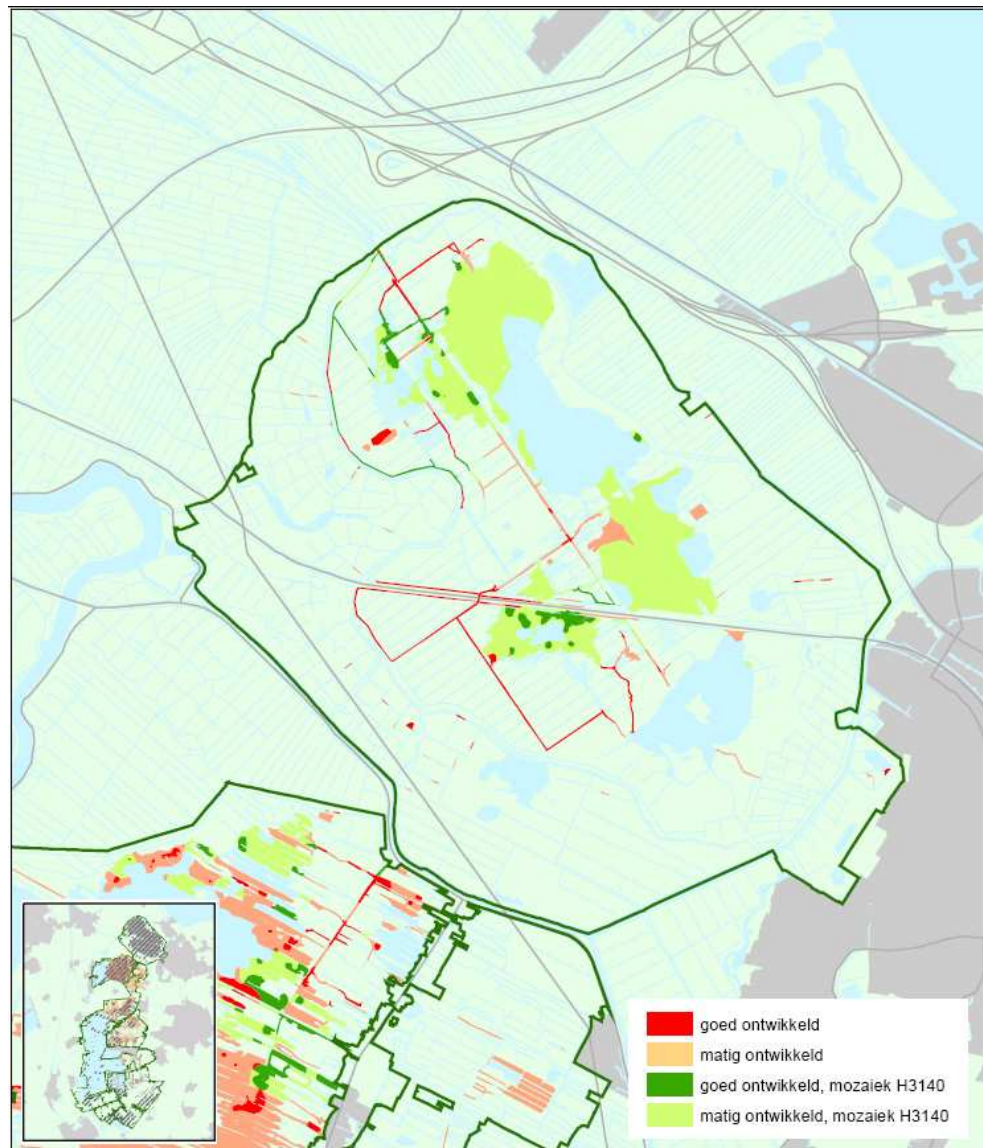 goed ontwikkeld
matig ontwikkeld
goed ontwikkeld, mozaiek H3140
matig ontwikkeld, mozaiek H3140